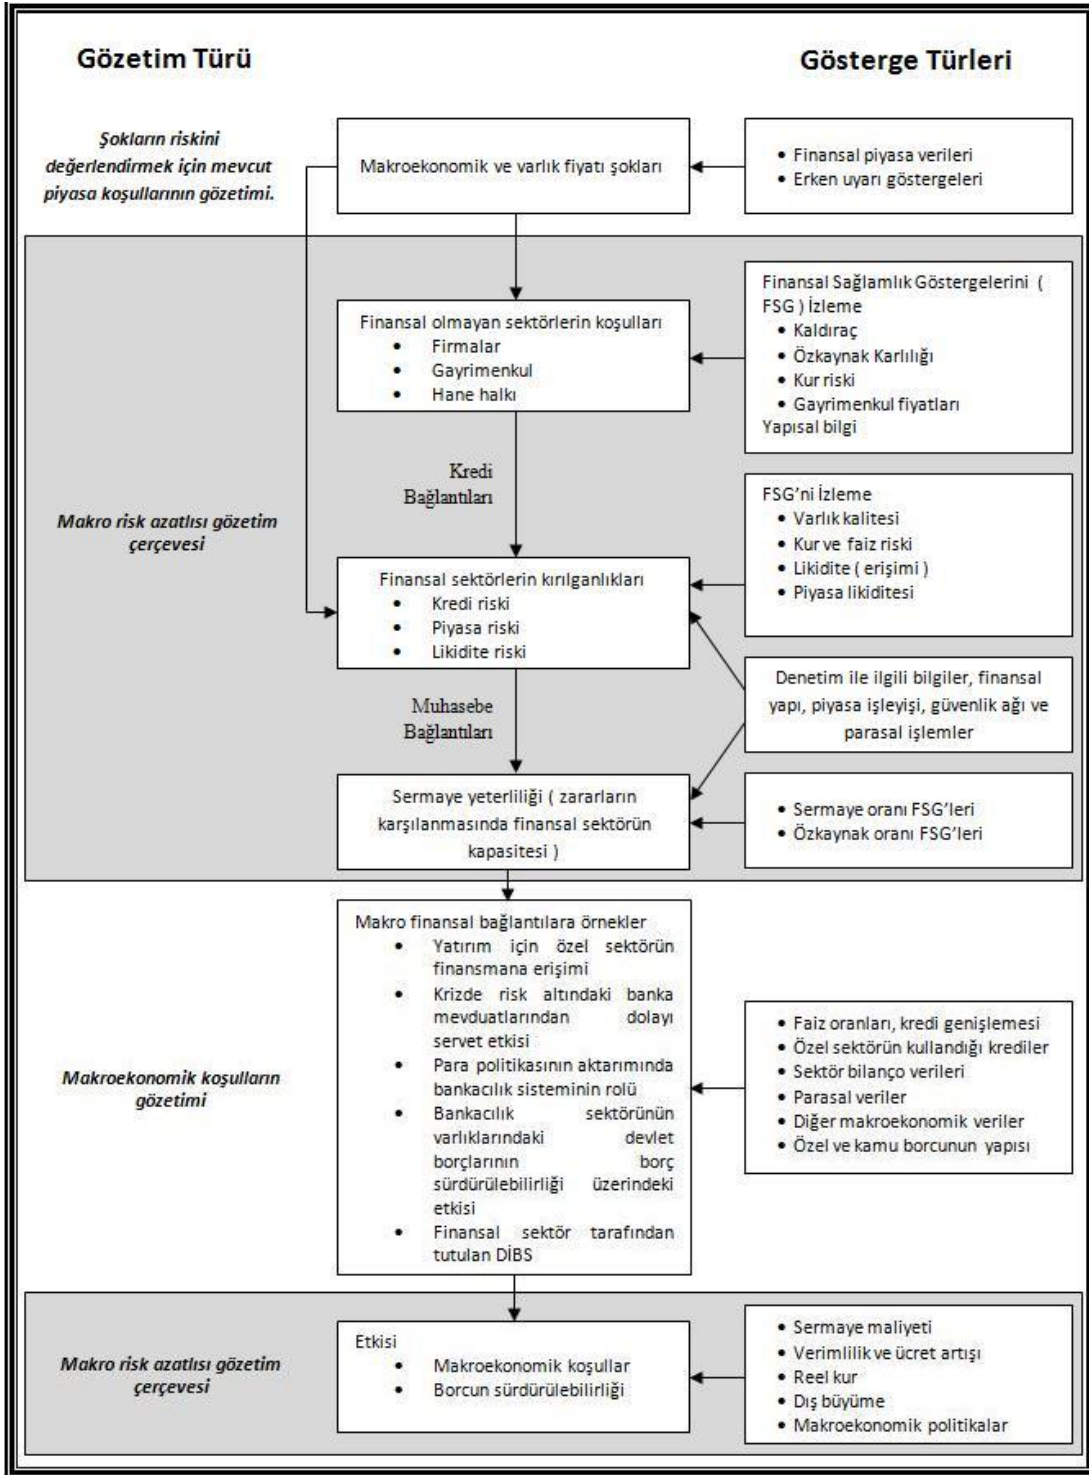 Gözetim Türü
Gösterge Türleri
Şokların riskini
değerlendirmek için mevcut
piyasa koşullarının gözetimi.
Makroekonomik ve varlık fiyatı şokları
• Finansal piyasa verileri
• Erken uyarı göstergeleri
Makro risk azatlısı gözetim
çerçevesi
Finansal olmayan sektörlerin koşulları
• Firmalar
• Gayrimenkul
• Hane halkı
Finansal Sağlamlık Göstergelerini (
FSG ) İzleme
• Kaldıraç
• Özkaynak Karlılığı
• Kur riski
• Gayrimenkul fiyatları
Yapısal bilgi
Kredi
Bağlantıları
Finansal sektörlerin kırılganlıkları
• Kredi riski
• Piyasa riski
• Likidite riski
FSG'ni İzleme
• Varlık kalitesi
• Kur ve faiz riski
• Likidite ( erişimi )
• Piyasa likiditesi
Denetim ile ilgili bilgiler, finansal
yapı, piyasa işleyişi, güvenlik ağı ve
parasal işlemler
Muhasebe
Bağlantıları
Sermaye yeterliliği ( zararların
karşılanmasında finansal sektörün
kapasitesi )
• Sermaye oranı FSG'leri
• Özkaynak oranı FSG'leri
Makroekonomik koşulların
gözetimi
Makro finansal bağlantılara örnekler
• Yatırım için özel sektörün
finansmana erişimi
• Krizde risk altındaki banka
mevduatlarından dolayı
servet etkisi
• Para politikasının aktarımında
bankacılık sisteminin rolü
• Bankacılık sektörünün
varlıklarındaki devlet
borçlarının borç
sürdürülebilirliği üzerindeki
etkisi
• Finansal sektör tarafından
tutulan DİBS
• Faiz oranları, kredi genişlemesi
• Özel sektörün kullandığı krediler
• Sektör bilanço verileri
• Parasal veriler
• Diğer makroekonomik veriler
• Özel ve kamu borcunun yapısı
Makro risk azatlısı gözetim
çerçevesi
Etkisi
• Makroekonomik koşullar
• Borcun sürdürülebilirliği
• Sermaye maliyeti
• Verimlilik ve ücret artışı
• Reel kur
• Dış büyüme
• Makroekonomik politikalar